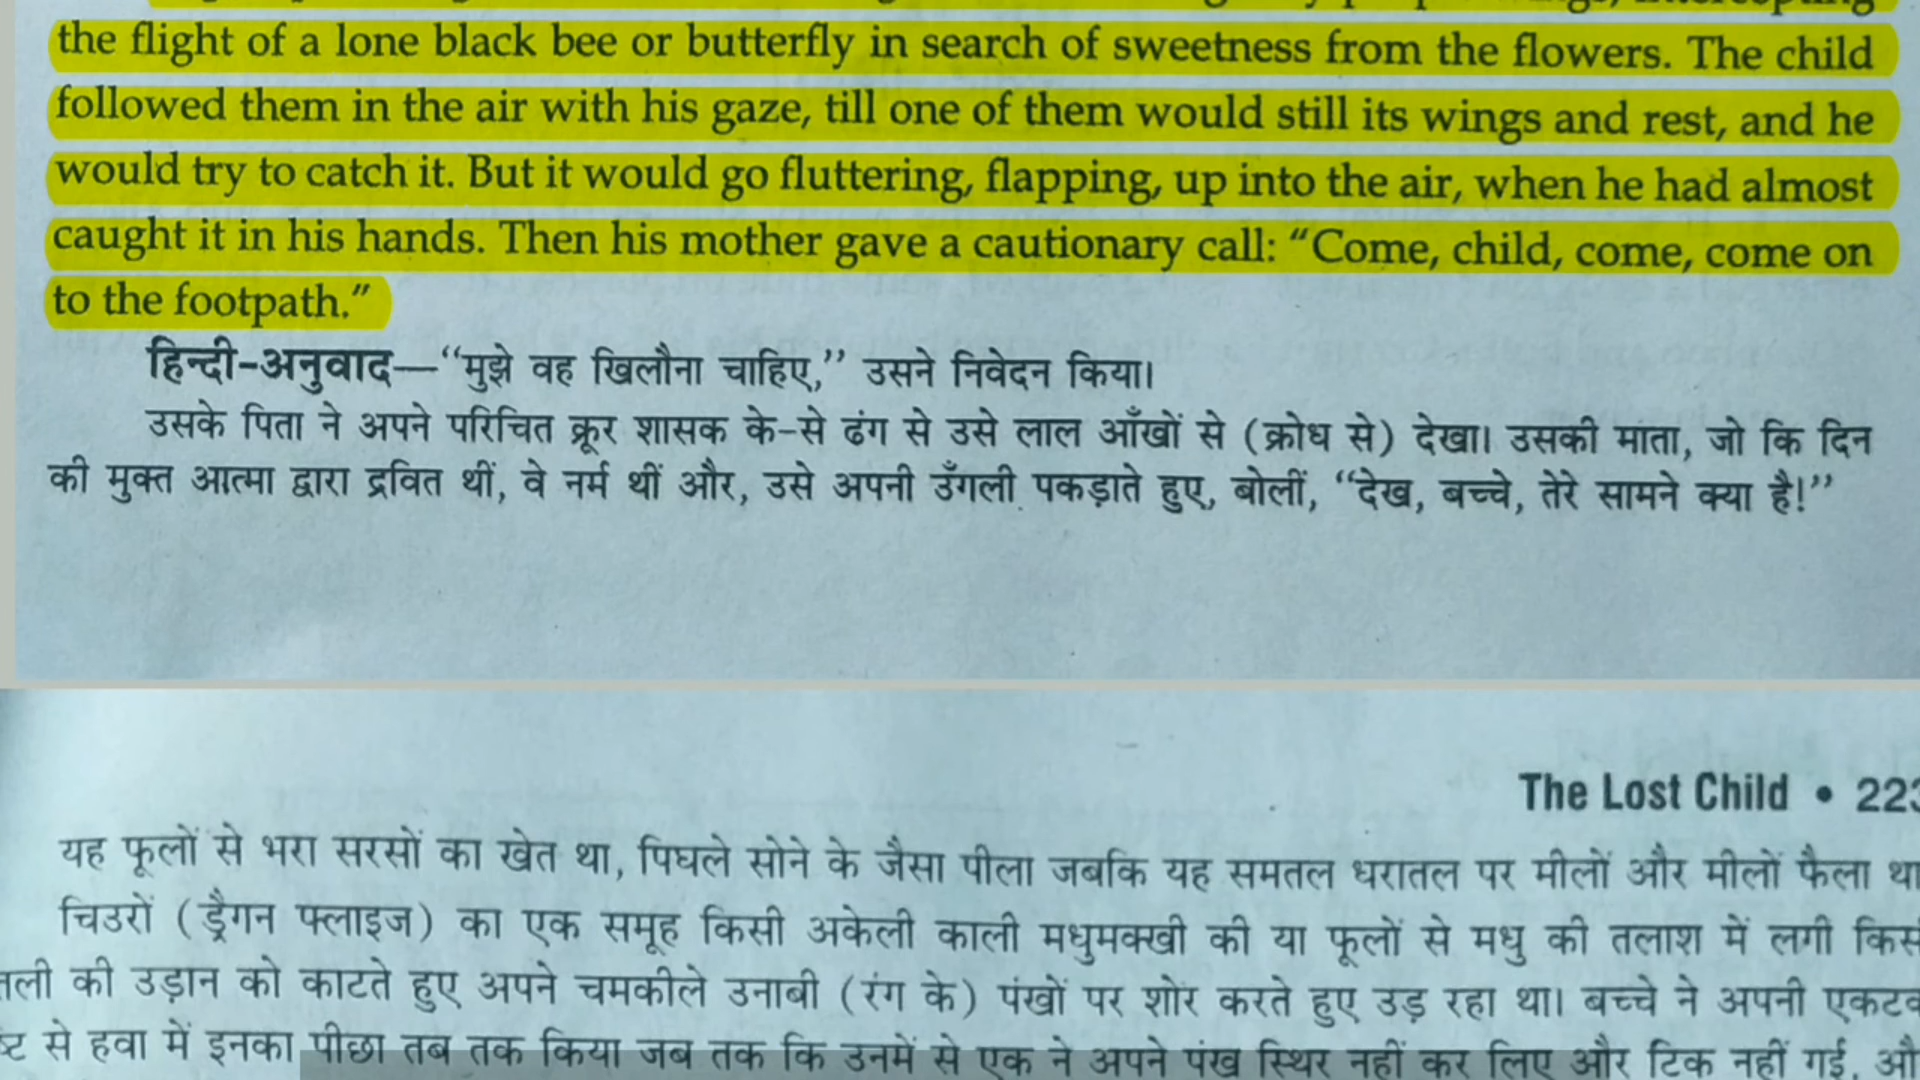 the flight of a lone black bee or butterfly in search of sweetness from the flowers. The child
followed them in the air with his gaze, till one of them would still its wings and rest, and he
would try to catch it. But it would go fluttering, flapping, up into the air, when he had almost
caught it in his hands. Then his mother gave a cautionary call: “Come, child, come, come on
to the footpath.”
हिन्दी-अनुवाद—“मुझे वह खिलौना चाहिए,” उसने निवेदन किया।
उसके पिता ने अपने परिचित क्रूर शासक के-से ढंग से उसे लाल आँखों से (क्रोध से) देखा। उसकी माता, जो कि दिन
की मुक्त आत्मा द्वारा द्रवित थीं, वे नर्म थीं और, उसे अपनी उँगली पकड़ाते हुए, बोलीं, “देख, बच्चे, तेरे सामने क्या है!”
The Lost Child • 223
यह फूलों से भरा सरसों का खेत था, पिघले सोने के जैसा पीला जबकि यह समतल धरातल पर मीलों और मीलों फैला था
चिउरों (ड्रैगन फ्लाइज) का एक समूह किसी अकेली काली मधुमक्खी की या फूलों से मधु की तलाश में लगी
की उड़ान को काटते हुए अपने चमकीले उनाबी (रंग के) पंखों पर शोर करते हुए उड़ रहा था। बच्चे ने अपनी
से हवा में इनका पीछा तब तक किया जब तक कि उनमें से एक ने अपने पंख स्थिर नहीं कर लिए और टिक नहीं गई,